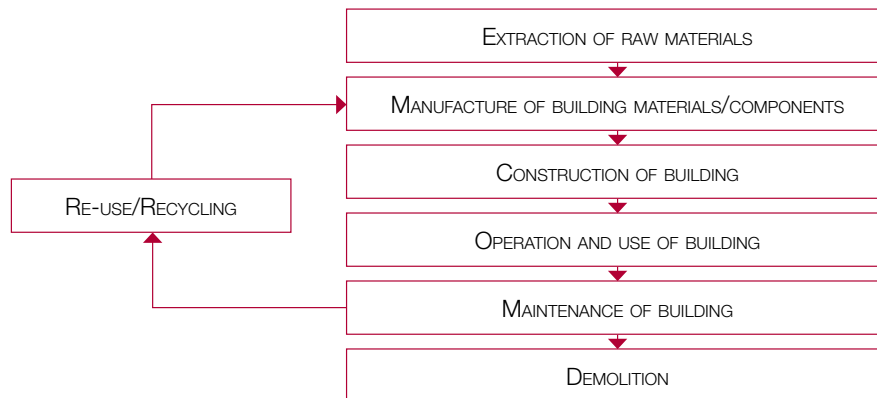 Extraction of raw materials
Manufacture of building materials/components
Construction of building
Re-use/Recycling
Operation and use of building
Maintenance of building
Demolition